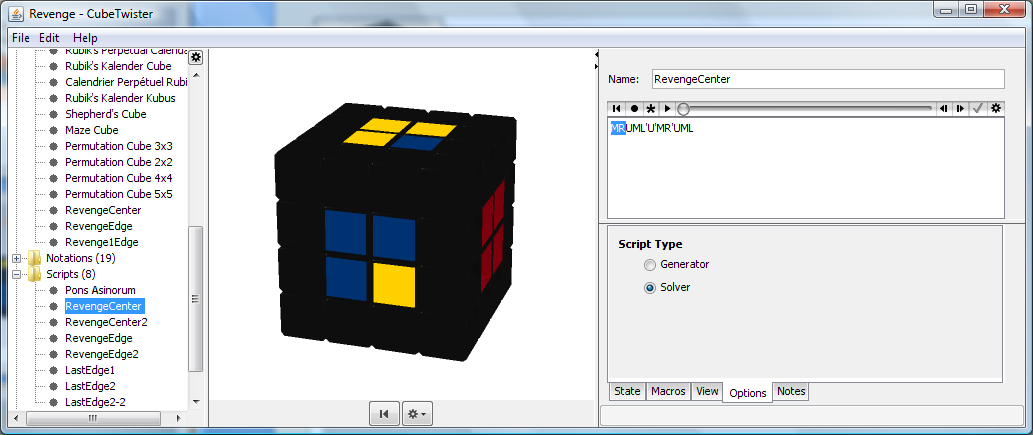 Revenge - CubeTwister
File Edit Help
Rubik's Perpetual Calenda
Rubik's Kalender Cube
Calendrier Perpétuel Rubi
Rubik's Kalender Kubus
Shepherd's Cube
Maze Cube
Permutation Cube 3x3
Permutation Cube 2x2
Permutation Cube 4x4
Permutation Cube 5x5
RevengeCenter
RevengeEdge
Revenge1Edge
Notations (19)
Scripts (8)
Pons Asinorum
RevengeCenter
RevengeCenter2
RevengeEdge
RevengeEdge2
LastEdge1
LastEdge2
LastEdge2-2
Name: RevengeCenter
MRUML'U'MR'UML
Script Type
Generator
Solver
State Macros View Options Notes